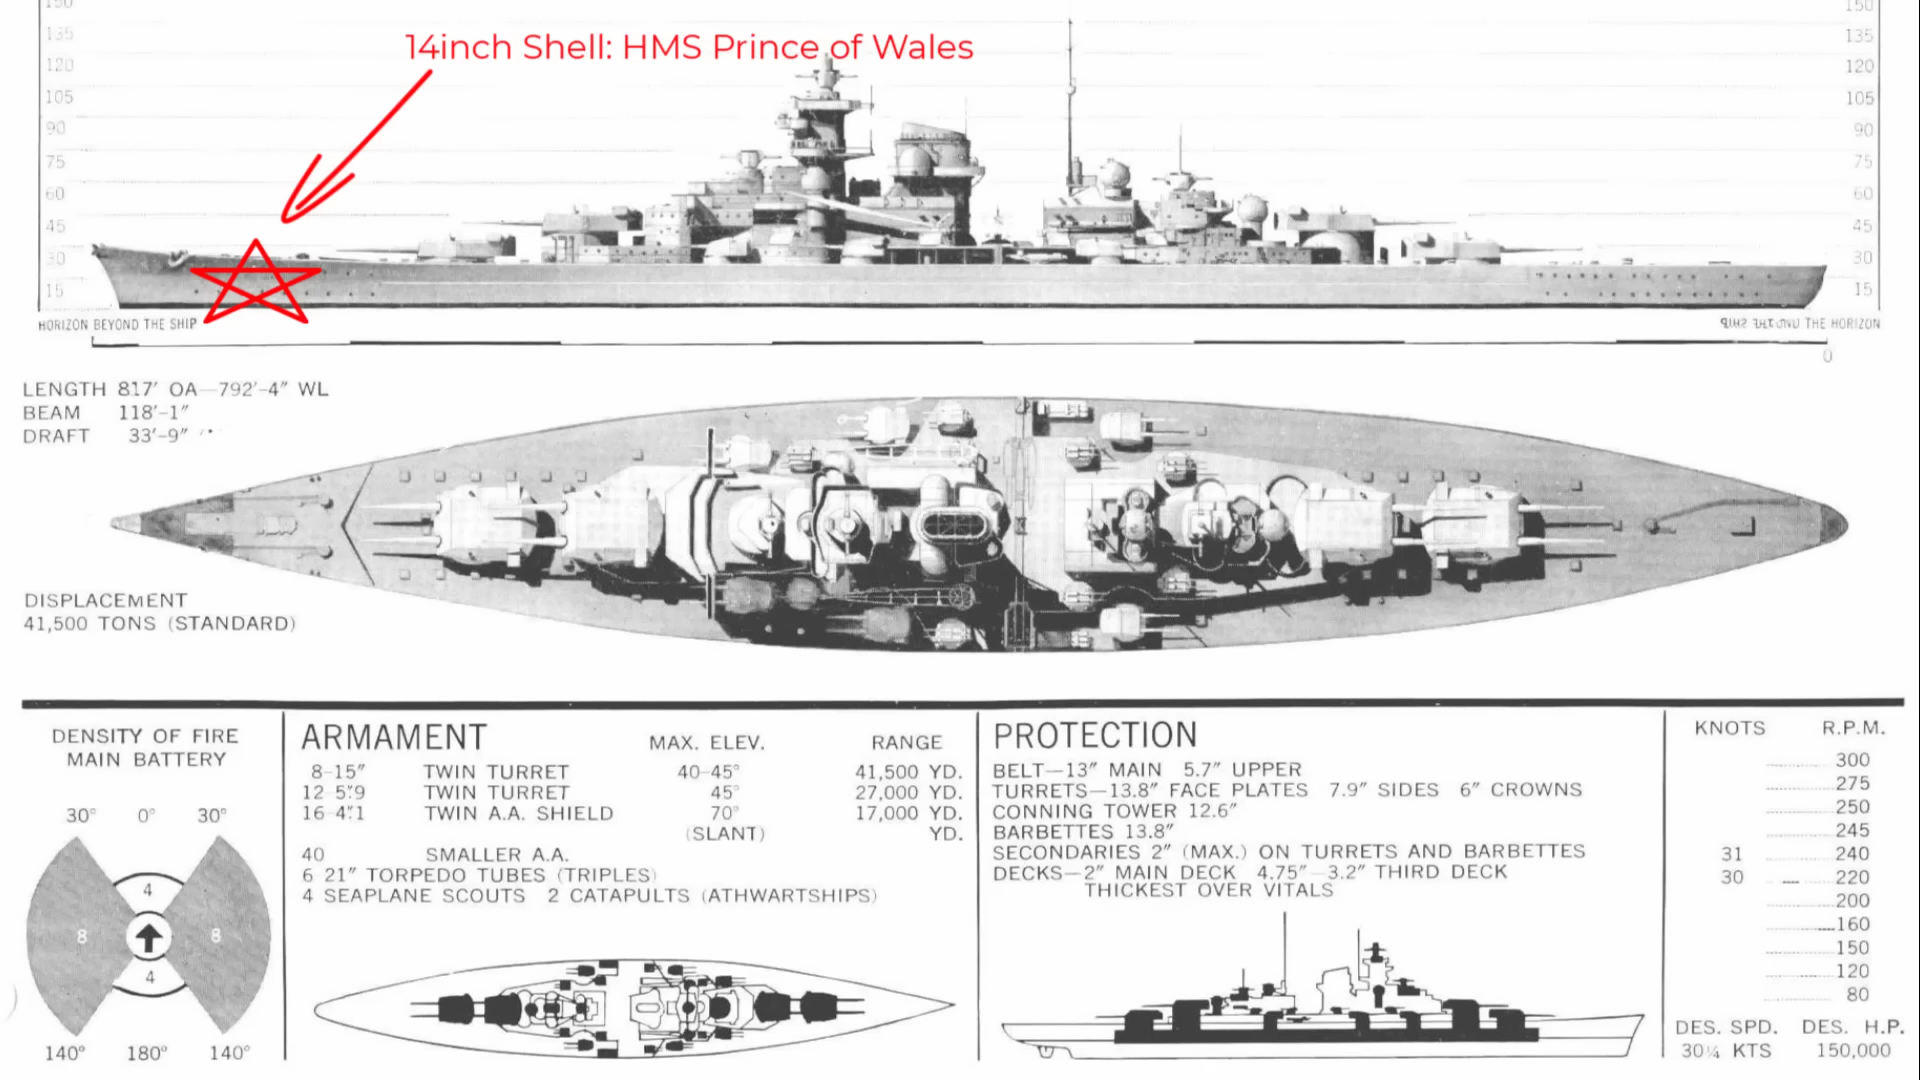 150 150
14inch Shell: HMS Prince of Wales
135 135
120 120
105 105
90 90
75 75
60 60
45 45
30 30
15 15
HORIZON BEYOND THE SHIP
THE HORIZON
0
LENGTH 817′ OA—792′-4″ WL
BEAM 118′-1″
DRAFT 33′-9″
DISPLACEMENT
41,500 TONS (STANDARD)
DENSITY OF FIRE
MAIN BATTERY
30° 0° 30°
4
8 8
4
140° 180° 140°
ARMAMENT MAX. ELEV. RANGE
8-15″ TWIN TURRET 40-45° 41,500 YD.
12-5″.9 TWIN TURRET 45° 27,000 YD.
16-4″.1 TWIN A.A. SHIELD 70° 17,000 YD.
(SLANT) YD.
40 SMALLER A.A.
6 21″ TORPEDO TUBES (TRIPLES)
4 SEAPLANE SCOUTS 2 CATAPULTS (ATHWARTSHIPS)
PROTECTION
BELT—13″ MAIN 5.7″ UPPER
TURRETS—13.8″ FACE PLATES 7.9″ SIDES 6″ CROWNS
CONNING TOWER 12.6″
BARBETTES 13.8″
SECONDARIES 2″ (MAX.) ON TURRETS AND BARBETTES
DECKS—2″ MAIN DECK 4.75″—3.2″ THIRD DECK
THICKEST OVER VITALS
KNOTS R.P.M.
300
275
250
245
31 240
30 220
200
160
150
120
80
DES. SPD. DES. H.P.
30¼ KTS 150,000